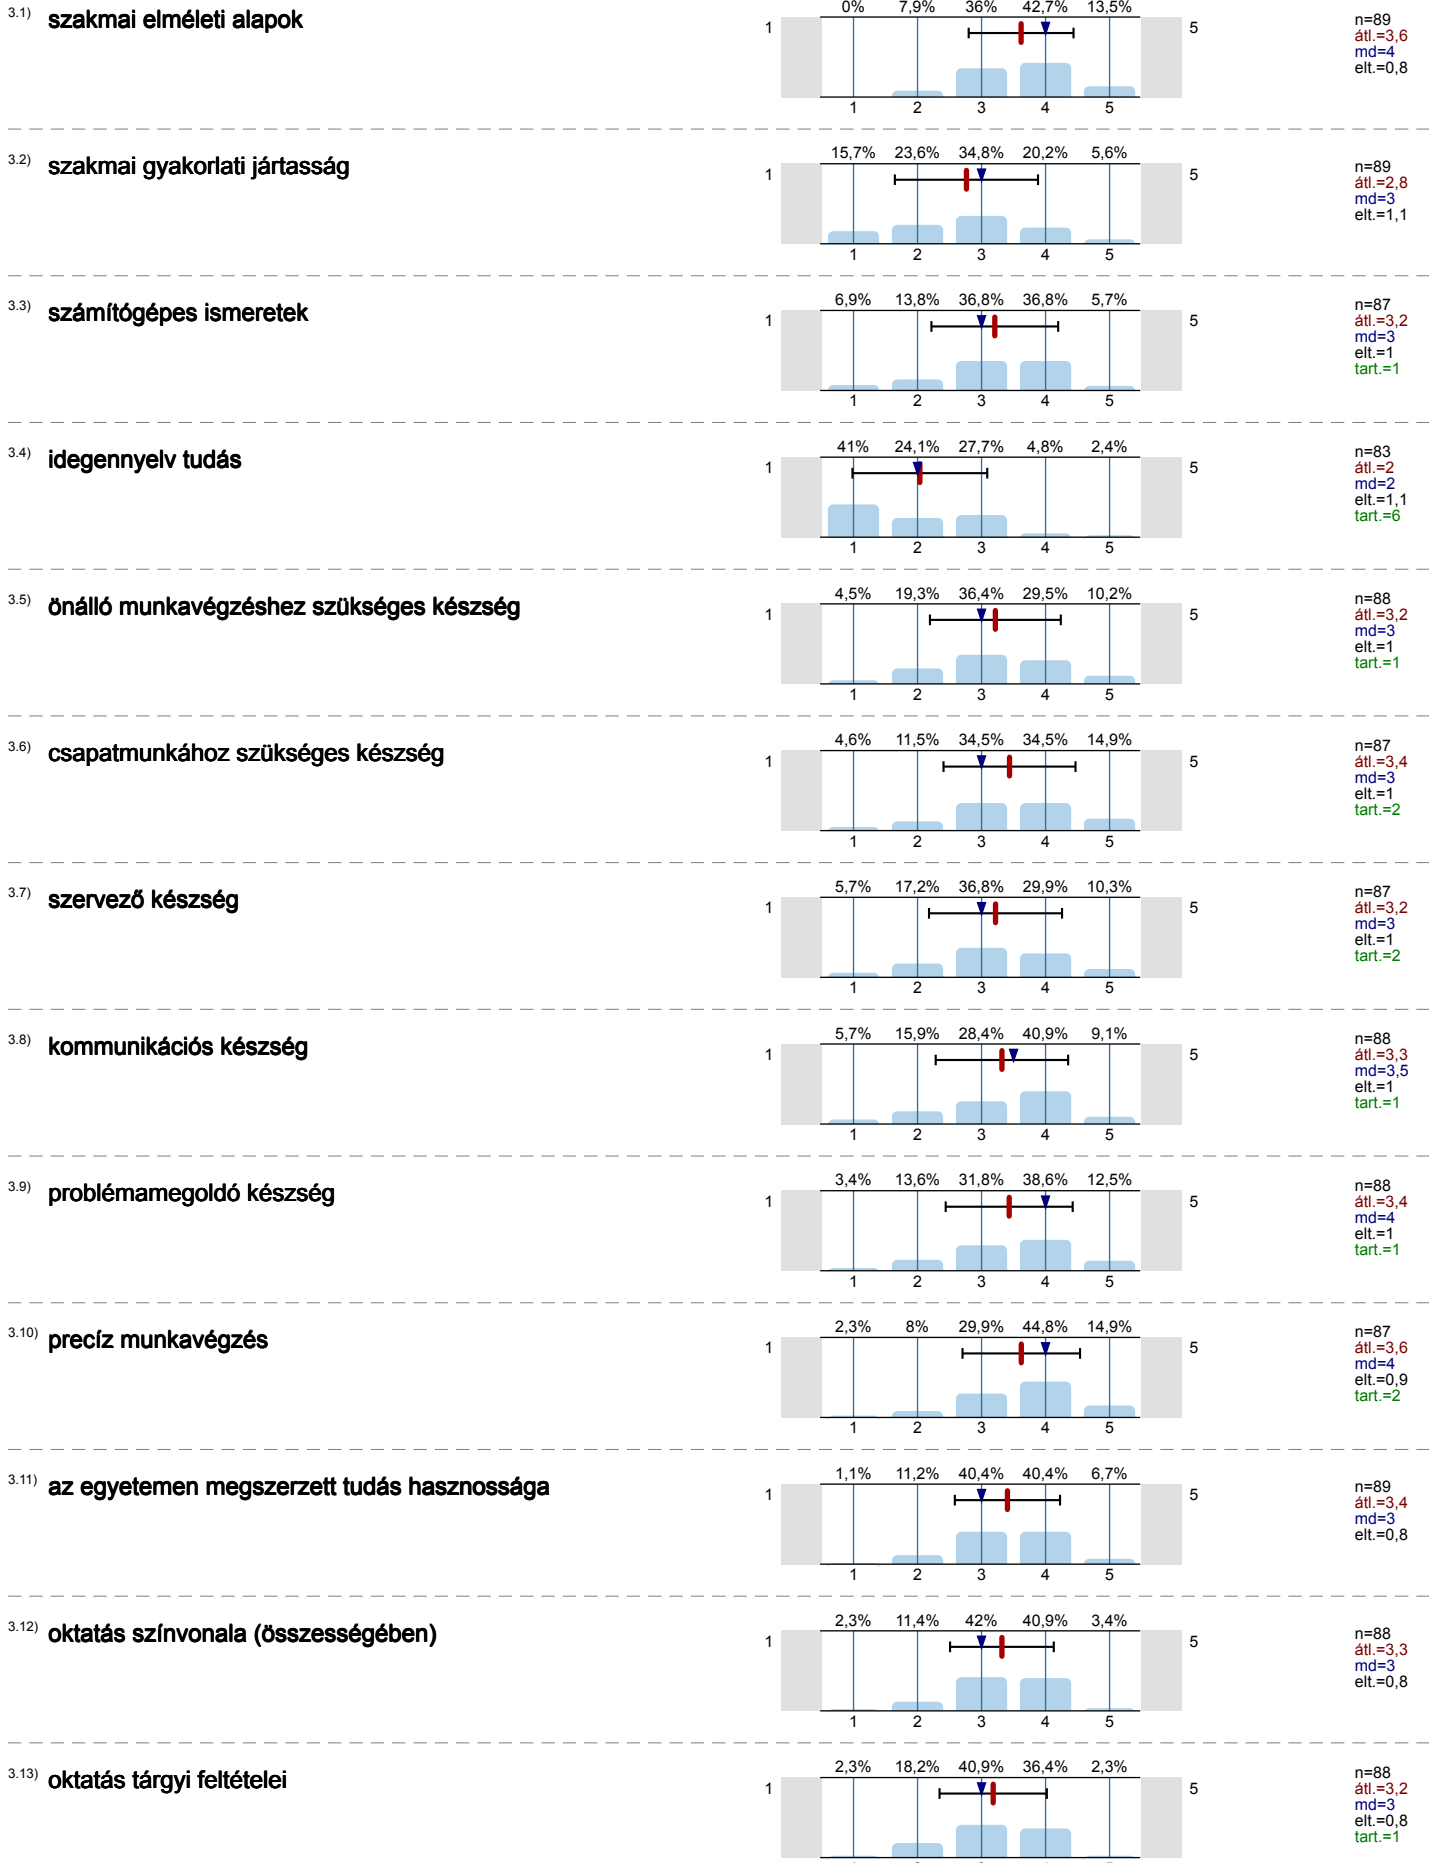 3.1) szakmai elméleti alapok
0% 7,9% 36% 42,7% 13,5%
1 5
1 2 3 4 5
n=89
átl.=3,6
md=4
elt.=0,8
3.2) szakmai gyakorlati jártasság
15,7% 23,6% 34,8% 20,2% 5,6%
1 5
1 2 3 4 5
n=89
átl.=2,8
md=3
elt.=1,1
3.3) számítógépes ismeretek
6,9% 13,8% 36,8% 36,8% 5,7%
1 5
1 2 3 4 5
n=87
átl.=3,2
md=3
elt.=1
tart.=1
3.4) idegennyelv tudás
41% 24,1% 27,7% 4,8% 2,4%
1 5
1 2 3 4 5
n=83
átl.=2
md=2
elt.=1,1
tart.=6
3.5) önálló munkavégzéshez szükséges készség
4,5% 19,3% 36,4% 29,5% 10,2%
1 5
1 2 3 4 5
n=88
átl.=3,2
md=3
elt.=1
tart.=1
3.6) csapatmunkához szükséges készség
4,6% 11,5% 34,5% 34,5% 14,9%
1 5
1 2 3 4 5
n=87
átl.=3,4
md=3
elt.=1
tart.=2
3.7) szervező készség
5,7% 17,2% 36,8% 29,9% 10,3%
1 5
1 2 3 4 5
n=87
átl.=3,2
md=3
elt.=1
tart.=2
3.8) kommunikációs készség
5,7% 15,9% 28,4% 40,9% 9,1%
1 5
1 2 3 4 5
n=88
átl.=3,3
md=3,5
elt.=1
tart.=1
3.9) problémamegoldó készség
3,4% 13,6% 31,8% 38,6% 12,5%
1 5
1 2 3 4 5
n=88
átl.=3,4
md=4
elt.=1
tart.=1
3.10) precíz munkavégzés
2,3% 8% 29,9% 44,8% 14,9%
1 5
1 2 3 4 5
n=87
átl.=3,6
md=4
elt.=0,9
tart.=2
3.11) az egyetemen megszerzett tudás hasznossága
1,1% 11,2% 40,4% 40,4% 6,7%
1 5
1 2 3 4 5
n=89
átl.=3,4
md=3
elt.=0,8
3.12) oktatás színvonala (összességében)
2,3% 11,4% 42% 40,9% 3,4%
1 5
1 2 3 4 5
n=88
átl.=3,3
md=3
elt.=0,8
3.13) oktatás tárgyi feltételei
2,3% 18,2% 40,9% 36,4% 2,3%
1 5
n=88
átl.=3,2
md=3
elt.=0,8
tart.=1